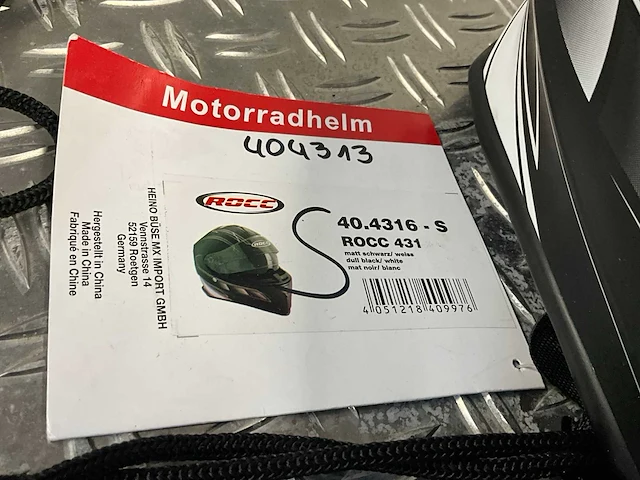 Motorradhelm
404313
ROCC
40.4316 - S
ROCC 431
matt schwarz/ weiss
dull black/ white
mat noir/ blanc
4 051218 409976
HEINO BÜSE MX IMPORT GMBH
Vennstrasse 14
52159 Roetgen
Germany
Hergestellt in China
Made in China
Fabriqué en Chine